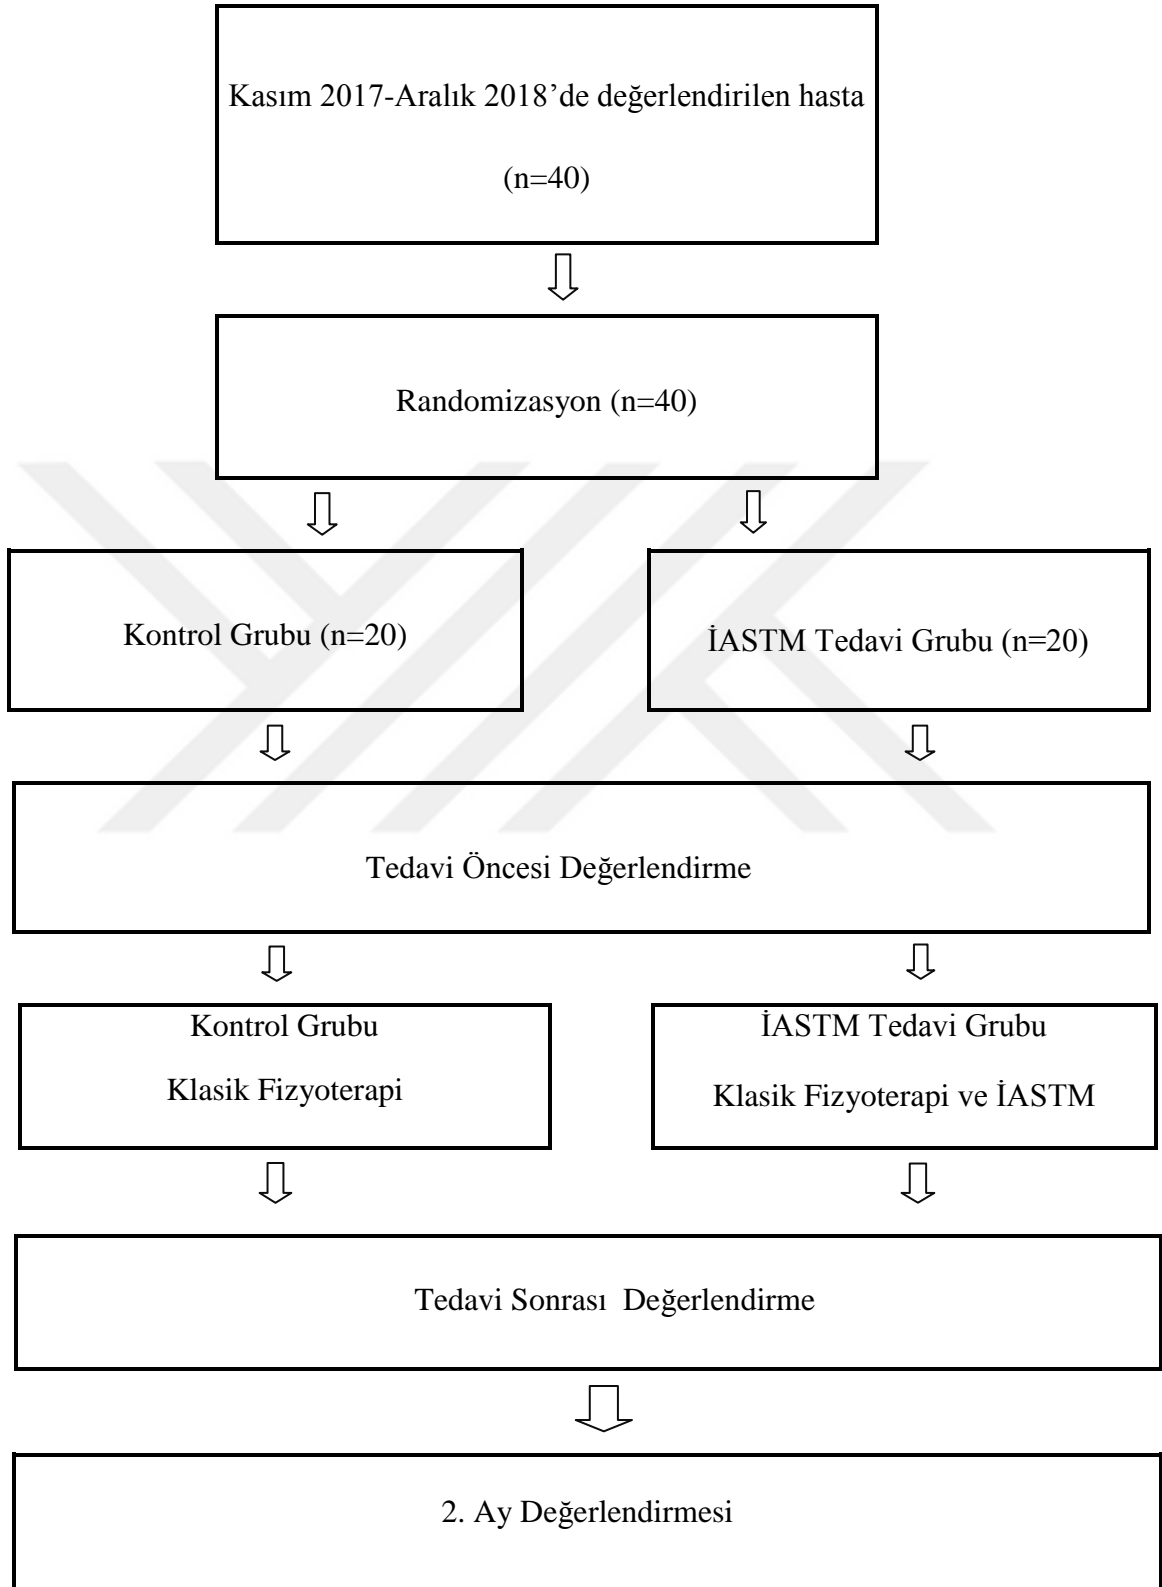 Kasım 2017-Aralık 2018’de değerlendirilen hasta
(n=40)
Randomizasyon (n=40)
Kontrol Grubu (n=20)
İASTM Tedavi Grubu (n=20)
Tedavi Öncesi Değerlendirme
Kontrol Grubu
Klasik Fizyoterapi
İASTM Tedavi Grubu
Klasik Fizyoterapi ve İASTM
Tedavi Sonrası  Değerlendirme
2. Ay Değerlendirmesi